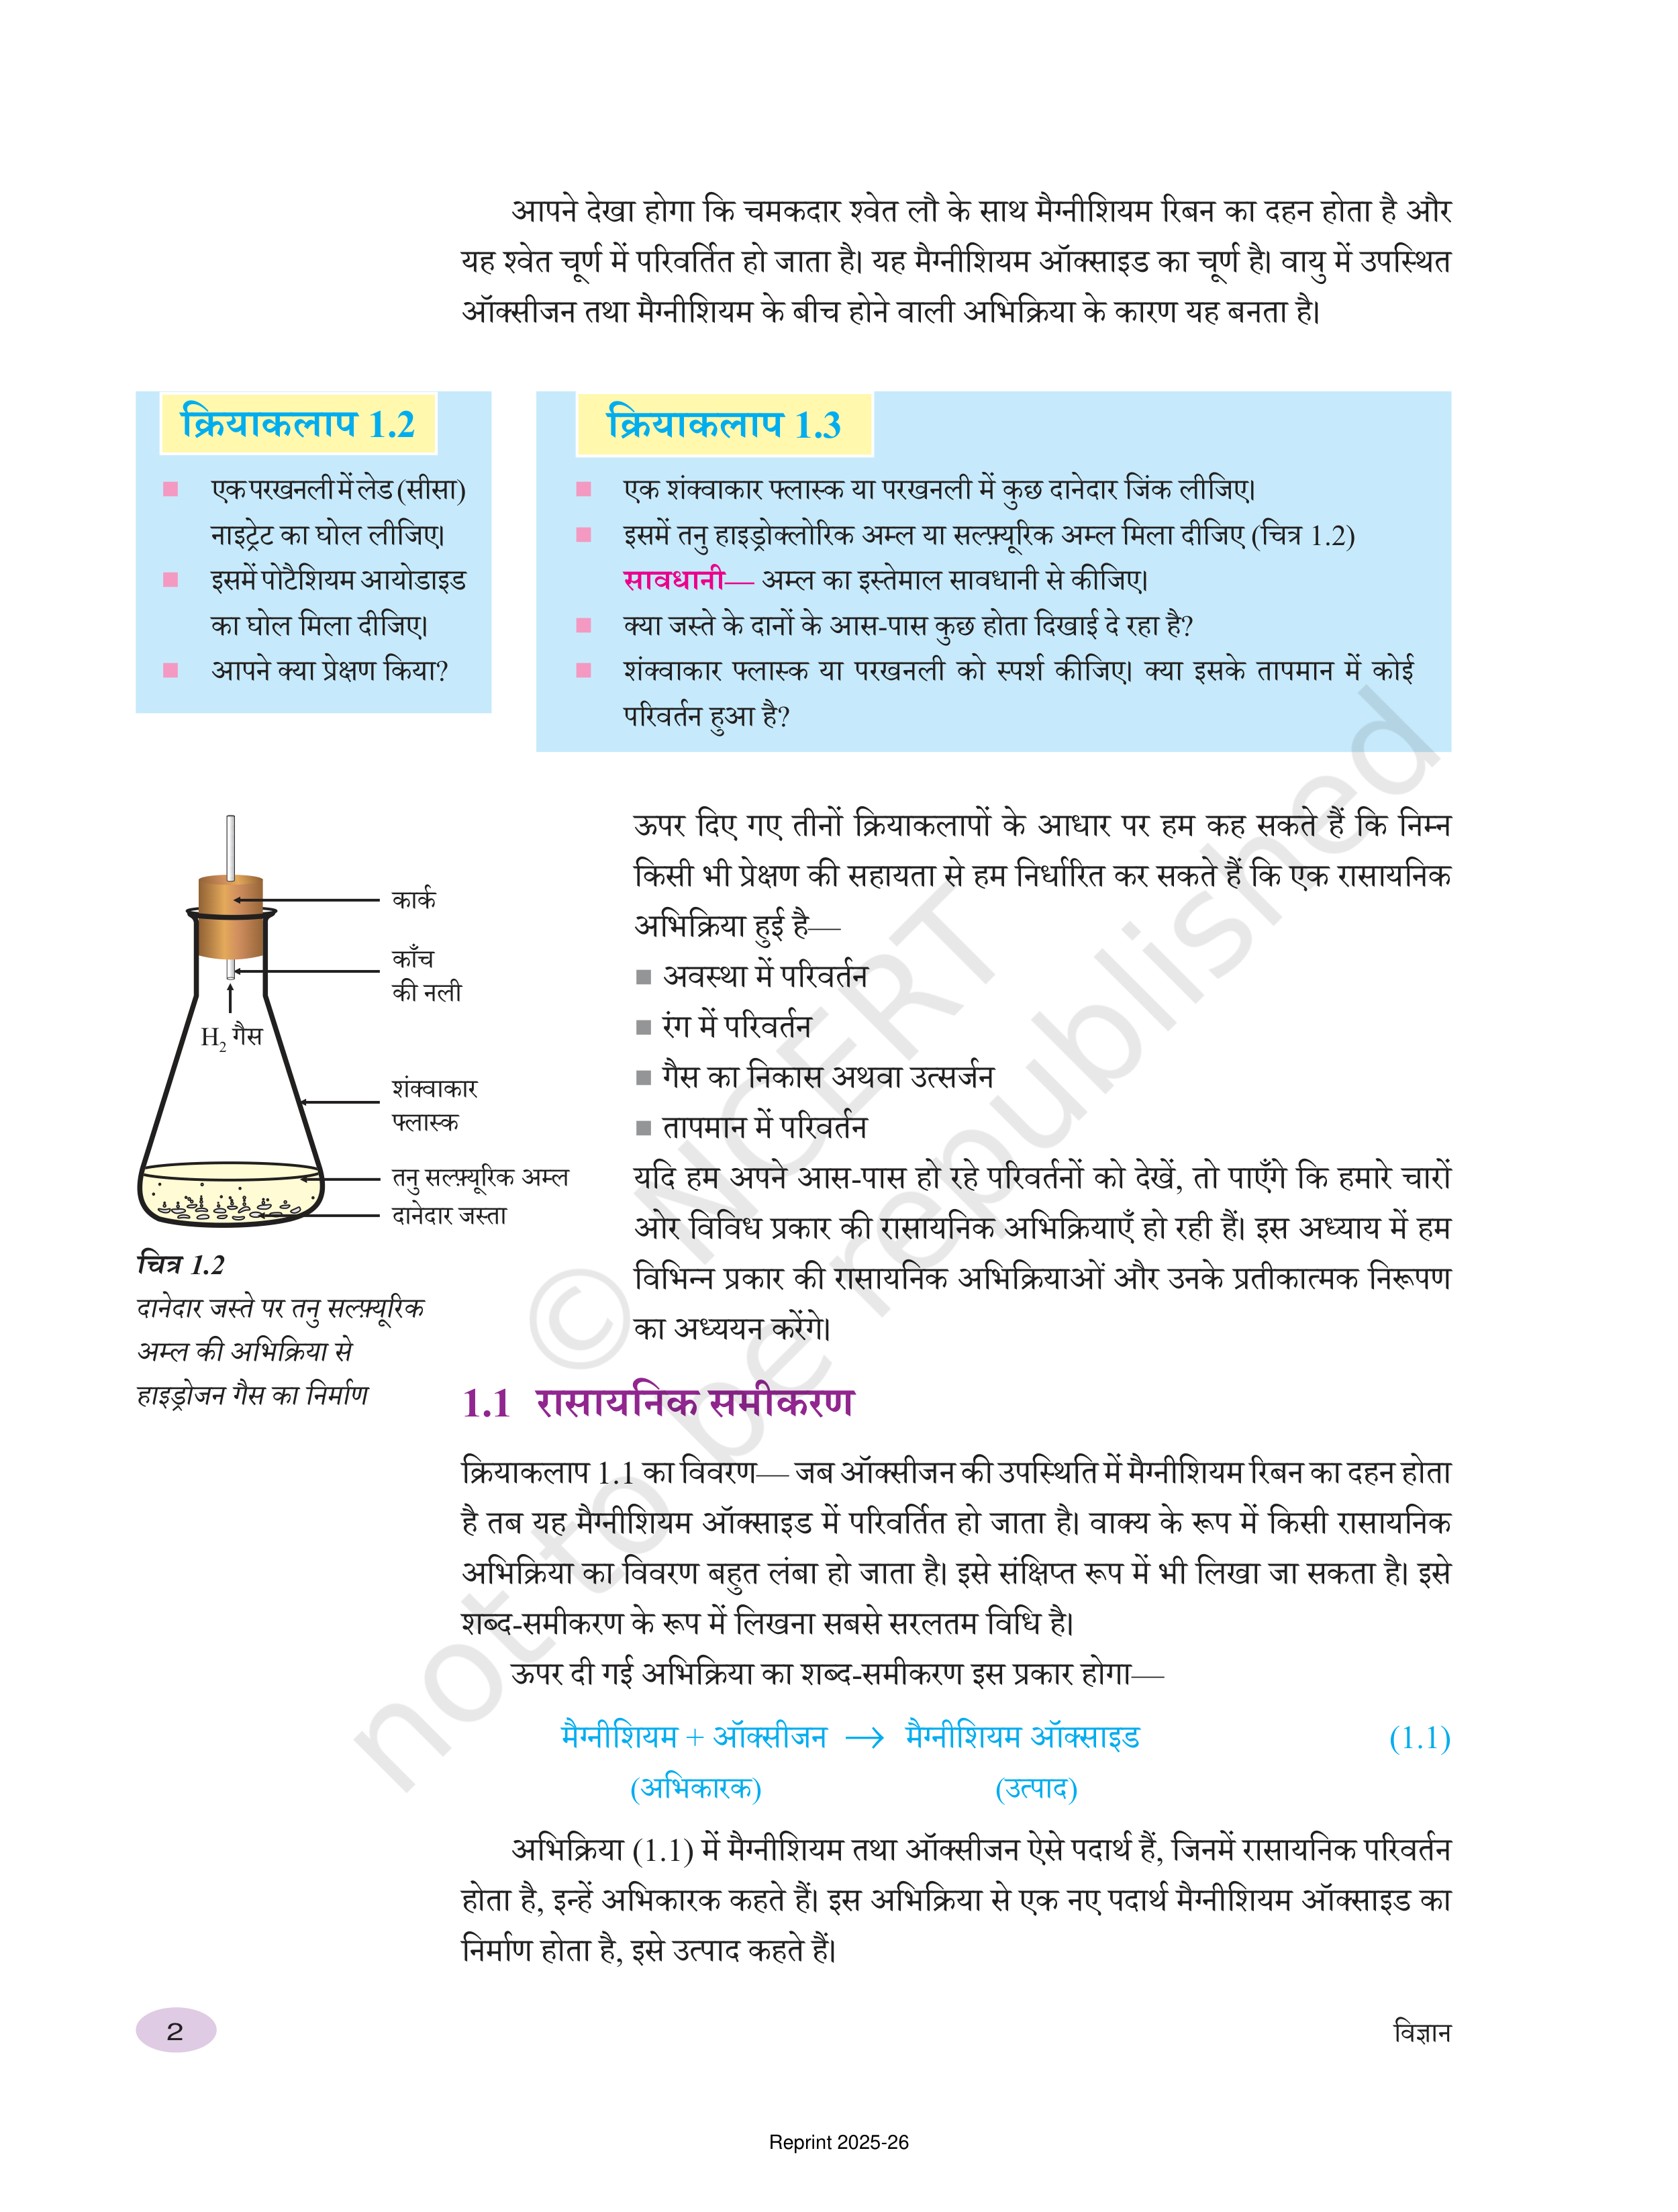 आपने देखा होगा कि चमकदार श्वेत लौ के साथ मैग्नीशियम रिबन का दहन होता है और
यह श्वेत चूर्ण में परिवर्तित हो जाता है। यह मैग्नीशियम ऑक्साइड का चूर्ण है। वायु में उपस्थित
ऑक्सीजन तथा मैग्नीशियम के बीच होने वाली अभिक्रिया के कारण यह बनता है।
क्रियाकलाप 1.2
■ एक परखनली में लेड (सीसा)
नाइट्रेट का घोल लीजिए।
■ इसमें पोटैशियम आयोडाइड
का घोल मिला दीजिए।
■ आपने क्या प्रेक्षण किया?
क्रियाकलाप 1.3
■ एक शंक्वाकार फ्लास्क या परखनली में कुछ दानेदार जिंक लीजिए।
■ इसमें तनु हाइड्रोक्लोरिक अम्ल या सल्फ़्यूरिक अम्ल मिला दीजिए (चित्र 1.2)
सावधानी— अम्ल का इस्तेमाल सावधानी से कीजिए।
■ क्या जस्ते के दानों के आस-पास कुछ होता दिखाई दे रहा है?
■ शंक्वाकार फ्लास्क या परखनली को स्पर्श कीजिए। क्या इसके तापमान में कोई
परिवर्तन हुआ है?
कार्क
काँच
की नली
H₂ गैस
शंक्वाकार
फ्लास्क
तनु सल्फ़्यूरिक अम्ल
दानेदार जस्ता
चित्र 1.2
दानेदार जस्ते पर तनु सल्फ़्यूरिक
अम्ल की अभिक्रिया से
हाइड्रोजन गैस का निर्माण
ऊपर दिए गए तीनों क्रियाकलापों के आधार पर हम कह सकते हैं कि निम्न
किसी भी प्रेक्षण की सहायता से हम निर्धारित कर सकते हैं कि एक रासायनिक
अभिक्रिया हुई है—
■ अवस्था में परिवर्तन
■ रंग में परिवर्तन
■ गैस का निकास अथवा उत्सर्जन
■ तापमान में परिवर्तन
यदि हम अपने आस-पास हो रहे परिवर्तनों को देखें, तो पाएँगे कि हमारे चारों
ओर विविध प्रकार की रासायनिक अभिक्रियाएँ हो रही हैं। इस अध्याय में हम
विभिन्न प्रकार की रासायनिक अभिक्रियाओं और उनके प्रतीकात्मक निरूपण
का अध्ययन करेंगे।
1.1 रासायनिक समीकरण
क्रियाकलाप 1.1 का विवरण— जब ऑक्सीजन की उपस्थिति में मैग्नीशियम रिबन का दहन होता
है तब यह मैग्नीशियम ऑक्साइड में परिवर्तित हो जाता है। वाक्य के रूप में किसी रासायनिक
अभिक्रिया का विवरण बहुत लंबा हो जाता है। इसे संक्षिप्त रूप में भी लिखा जा सकता है। इसे
शब्द-समीकरण के रूप में लिखना सबसे सरलतम विधि है।
ऊपर दी गई अभिक्रिया का शब्द-समीकरण इस प्रकार होगा—
मैग्नीशियम + ऑक्सीजन → मैग्नीशियम ऑक्साइड (1.1)
(अभिकारक) (उत्पाद)
अभिक्रिया (1.1) में मैग्नीशियम तथा ऑक्सीजन ऐसे पदार्थ हैं, जिनमें रासायनिक परिवर्तन
होता है, इन्हें अभिकारक कहते हैं। इस अभिक्रिया से एक नए पदार्थ मैग्नीशियम ऑक्साइड का
निर्माण होता है, इसे उत्पाद कहते हैं।
2
विज्ञान
Reprint 2025-26
© NCERT
not to be republished